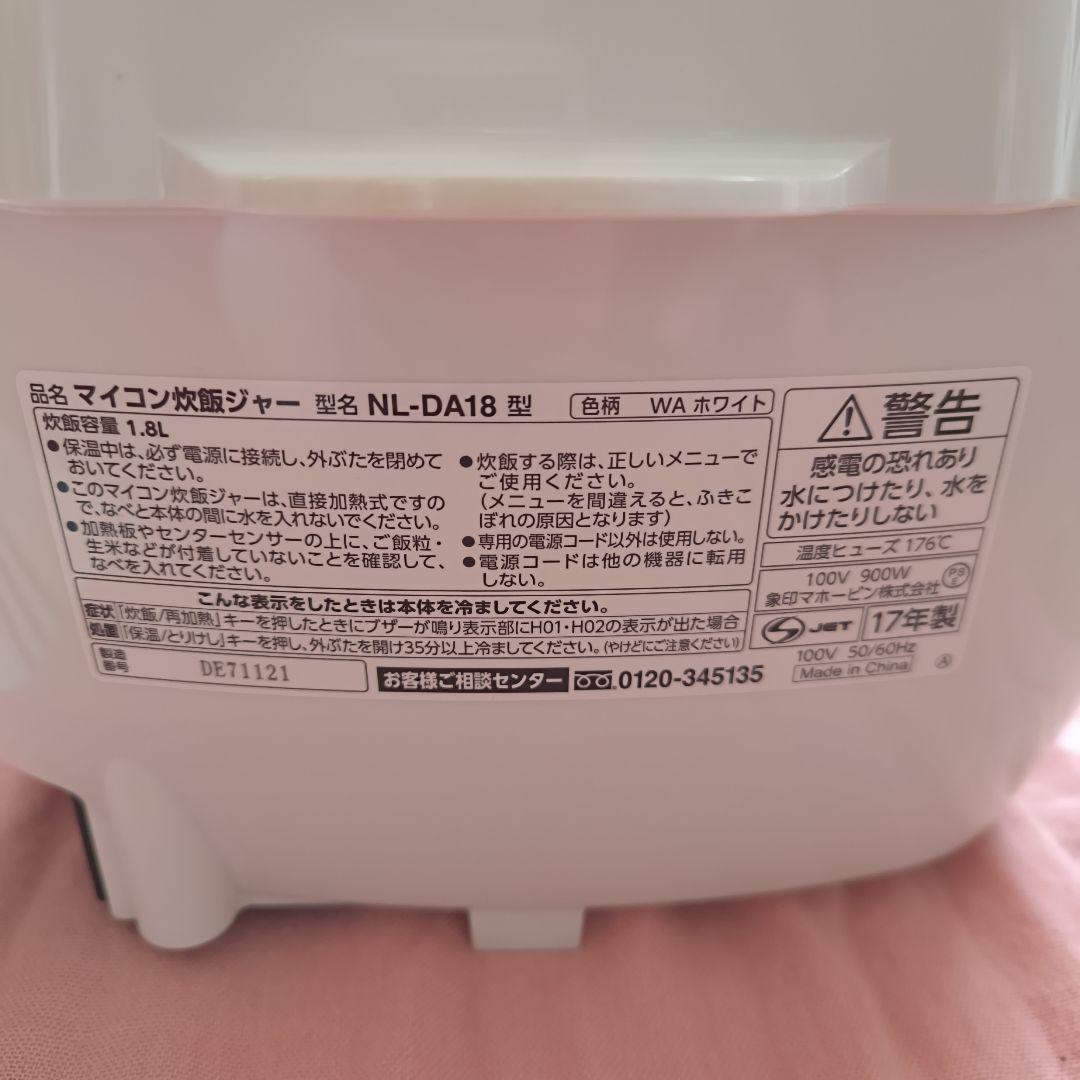 品名 マイコン炊飯ジャー 型名 NL-DA18 型 色柄 WA ホワイト
炊飯容量 1.8L
●保温中は、必ず電源に接続し、外ぶたを閉めて
おいてください。
●このマイコン炊飯ジャーは、直接加熱式ですの
で、なべと本体の間に水を入れないでください。
●加熱板やセンターセンサーの上に、ご飯粒・
生米などが付着していないことを確認して、
なべを入れてください。
●炊飯する際は、正しいメニューで
ご使用ください。
(メニューを間違えると、ふきこ
ぼれの原因となります)
●専用の電源コード以外は使用しない。
●電源コードは他の機器に転用
しない。
こんな表示をしたときは本体を冷ましてください。
症状 「炊飯/再加熱」キーを押したときにブザーが鳴り表示部にH01・H02の表示が出た場合
処置 「保温/とりけし」キーを押し、外ぶたを開け35分以上冷ましてください。(やけどにご注意ください)
製造
番号 DE71121
お客様ご相談センター 0120-345135
警告
感電の恐れあり
水につけたり、水を
かけたりしない
温度ヒューズ 176℃
100V 900W
象印マホービン株式会社
PS
E
S JET 17年製
100V 50/60Hz
Made in China A